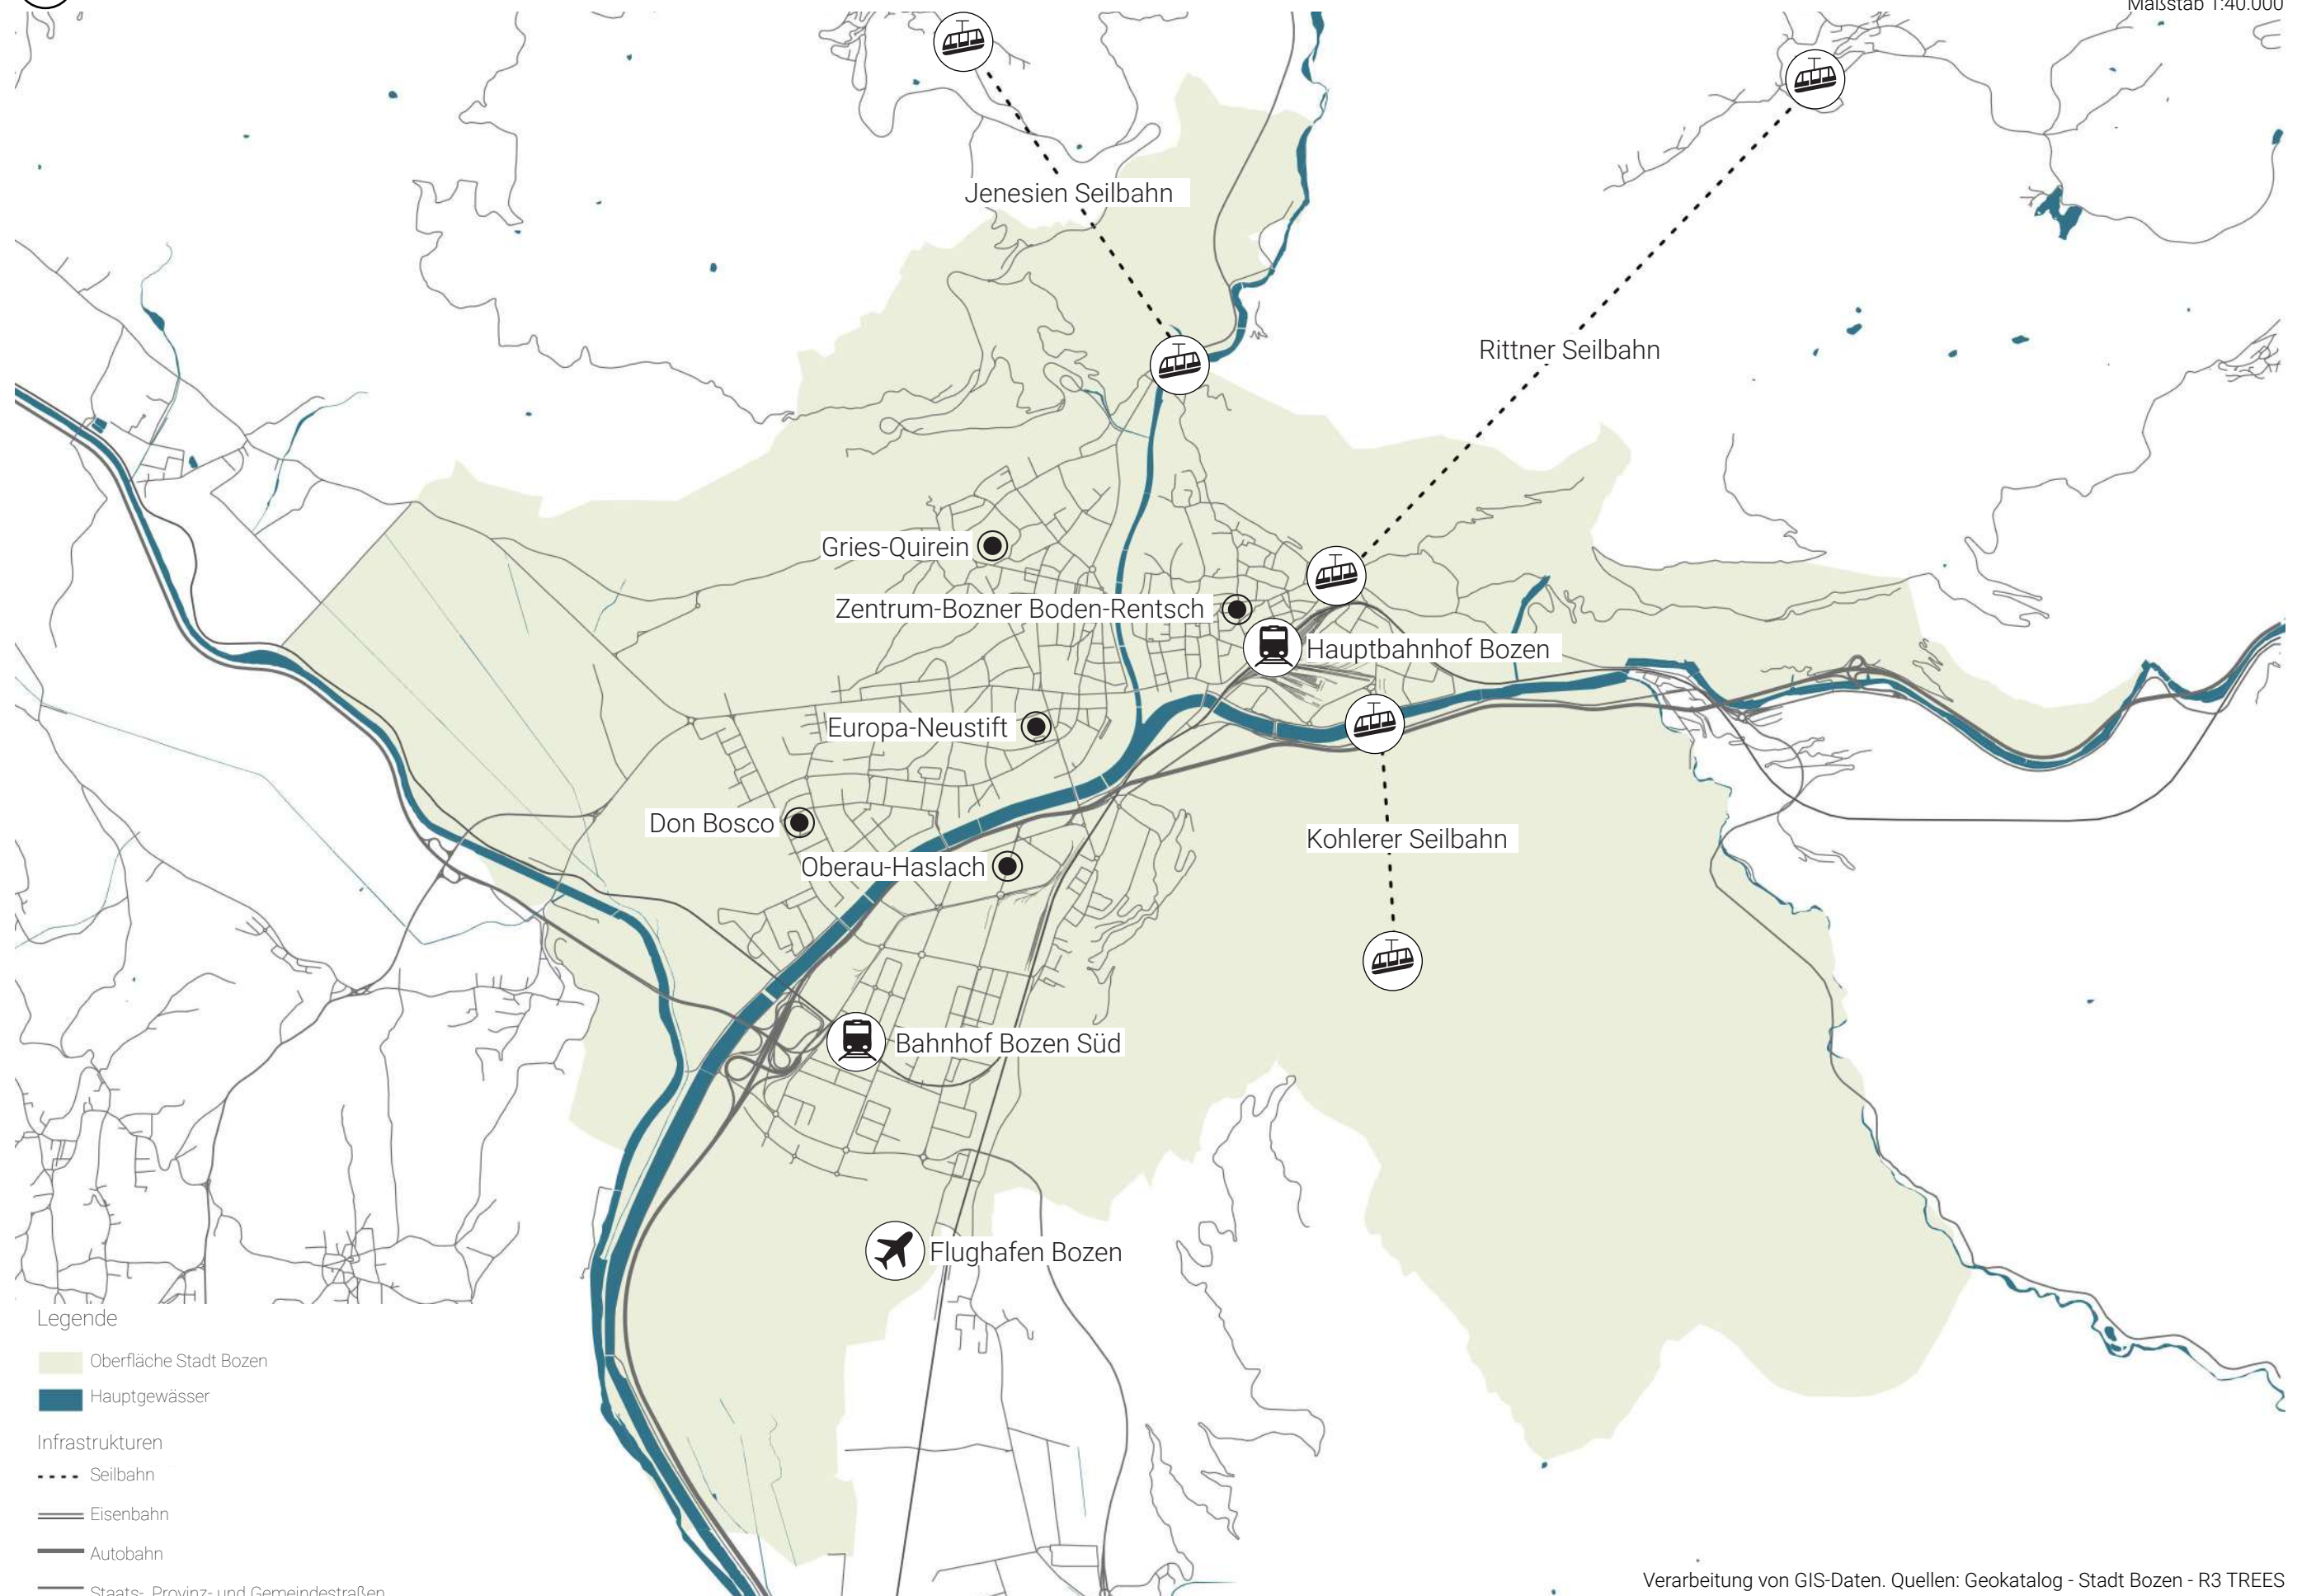 Maßstab 1:40.000
Jenesien Seilbahn
Rittner Seilbahn
Gries-Quirein
Zentrum-Bozner Boden-Rentsch
Hauptbahnhof Bozen
Europa-Neustift
Don Bosco
Kohlerer Seilbahn
Oberau-Haslach
Bahnhof Bozen Süd
Flughafen Bozen
Legende
Oberfläche Stadt Bozen
Hauptgewässer
Infrastrukturen
Seilbahn
Eisenbahn
Autobahn
Staats-, Provinz- und Gemeindestraßen
Verarbeitung von GIS-Daten. Quellen: Geokatalog - Stadt Bozen - R3 TREES